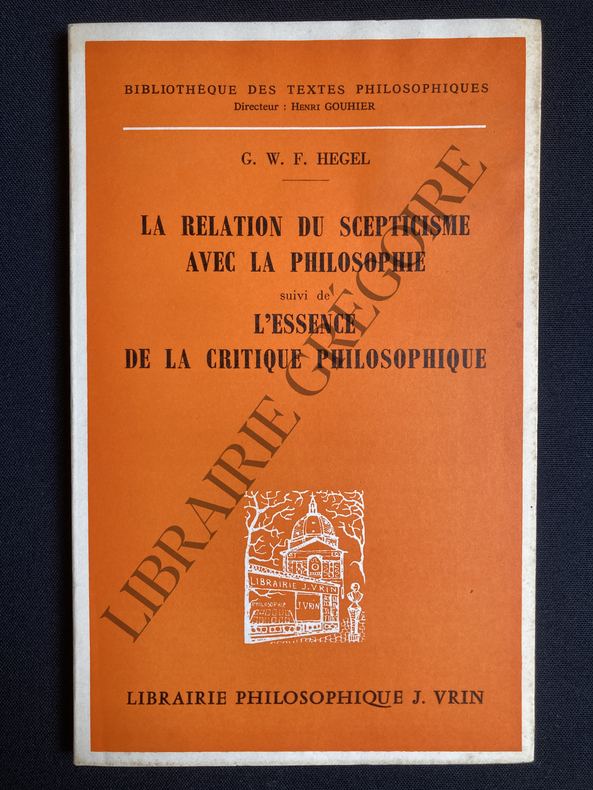 BIBLIOTHÈQUE DES TEXTES PHILOSOPHIQUES
Directeur : HENRI GOUHIER
G. W. F. HEGEL
LA RELATION DU SCEPTICISME
AVEC LA PHILOSOPHIE
suivi de
L'ESSENCE
DE LA CRITIQUE PHILOSOPHIQUE
LIBRAIRIE GRÉGOIRE
LIBRAIRIE J. VRIN
PHILOSOPHIE
J. VRIN
LIBRAIRIE PHILOSOPHIQUE J. VRIN